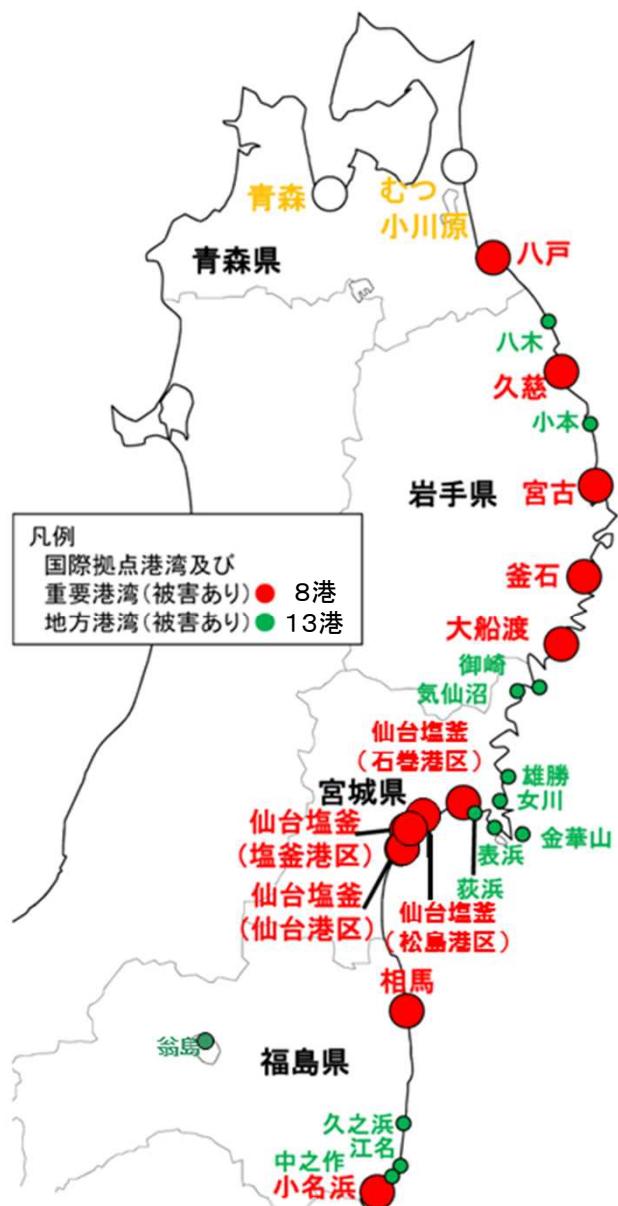 青森
むつ
小川原
青森県
八戸
八木
久慈
小本
岩手県
宮古
凡例
国際拠点港湾及び
重要港湾(被害あり) 8港
地方港湾(被害あり) 13港
釜石
大船渡
御崎
気仙沼
仙台塩釜
(石巻港区)
雄勝
宮城県
女川
仙台塩釜
(塩釜港区)
金華山
表浜
荻浜
仙台塩釜
(仙台港区)
仙台塩釜
(松島港区)
相馬
翁島
福島県
久之浜
江名
中之作
小名浜